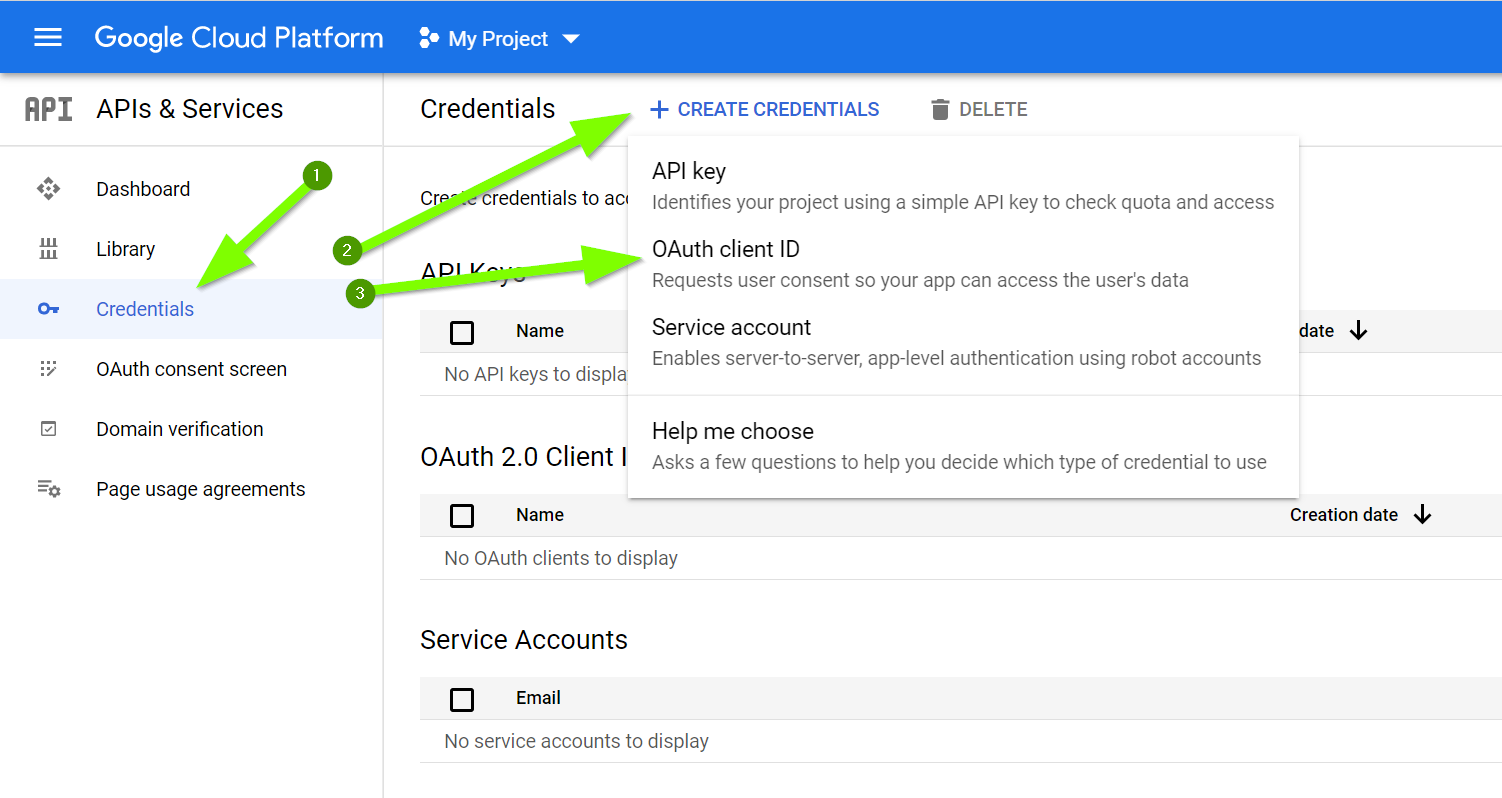 Google Cloud Platform My Project
API APIs & Services
Credentials + CREATE CREDENTIALS DELETE
1
Dashboard
Library
Credentials
OAuth consent screen
Domain verification
Page usage agreements
2
3
Create credentials to acc
API Keys
Name
date
No API keys to displa
API key
Identifies your project using a simple API key to check quota and access
OAuth client ID
Requests user consent so your app can access the user's data
Service account
Enables server-to-server, app-level authentication using robot accounts
Help me choose
Asks a few questions to help you decide which type of credential to use
OAuth 2.0 Client I
Name Creation date
No OAuth clients to display
Service Accounts
Email
No service accounts to display